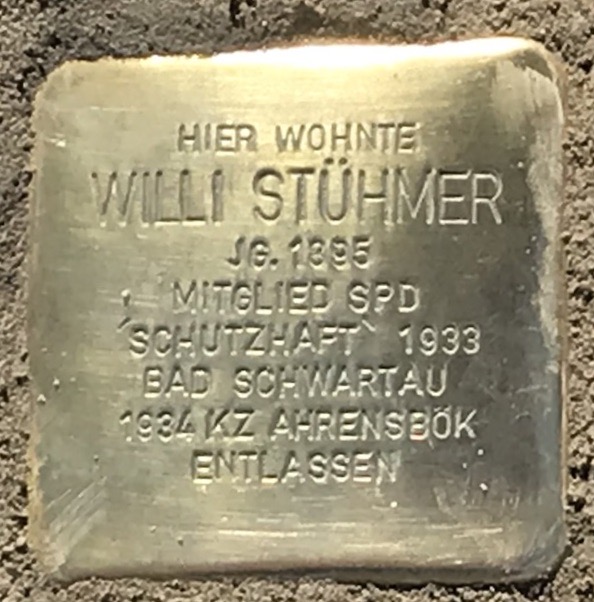 HIER WOHNTE
WILLI STÜHMER
JG. 1895
MITGLIED SPD
´SCHUTZHAFT` 1933
BAD SCHWARTAU
1934 KZ AHRENSBÖK
ENTLASSEN